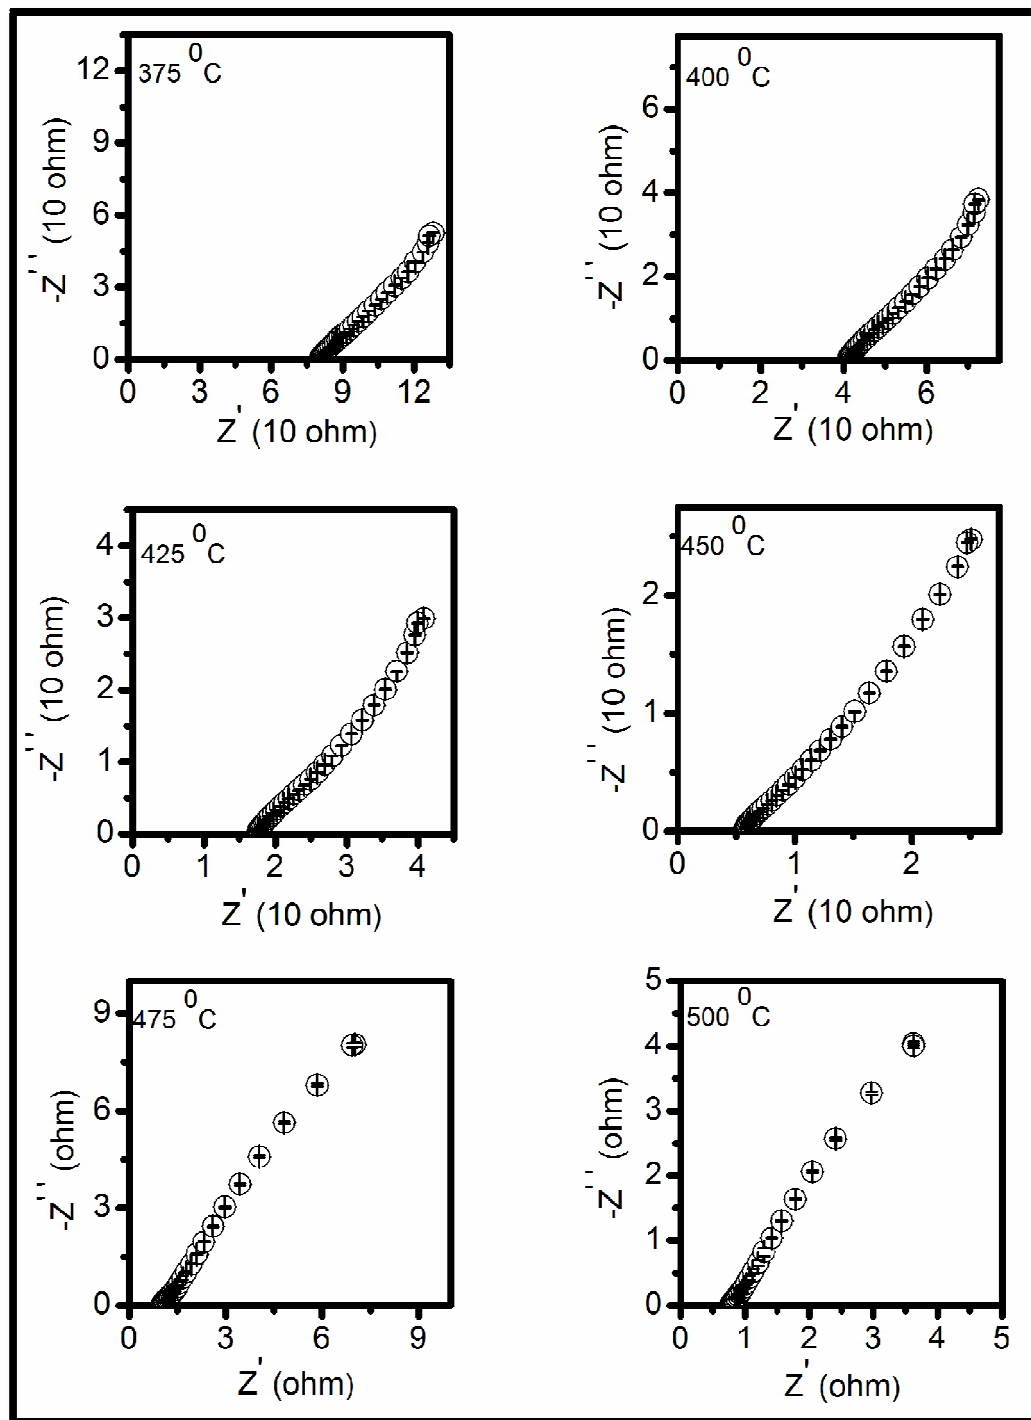 375 ⁰C
12
9
6
3
0
-Z'' (10 ohm)
0 3 6 9 12
Z' (10 ohm)
400 ⁰C
6
4
2
0
-Z'' (10 ohm)
0 2 4 6
Z' (10 ohm)
425 ⁰C
4
3
2
1
0
-Z'' (10 ohm)
0 1 2 3 4
Z' (10 ohm)
450 ⁰C
2
1
0
-Z'' (10 ohm)
0 1 2
Z' (10 ohm)
475 ⁰C
9
6
3
0
-Z'' (ohm)
0 3 6 9
Z' (ohm)
500 ⁰C
5
4
3
2
1
0
-Z'' (ohm)
0 1 2 3 4 5
Z' (ohm)